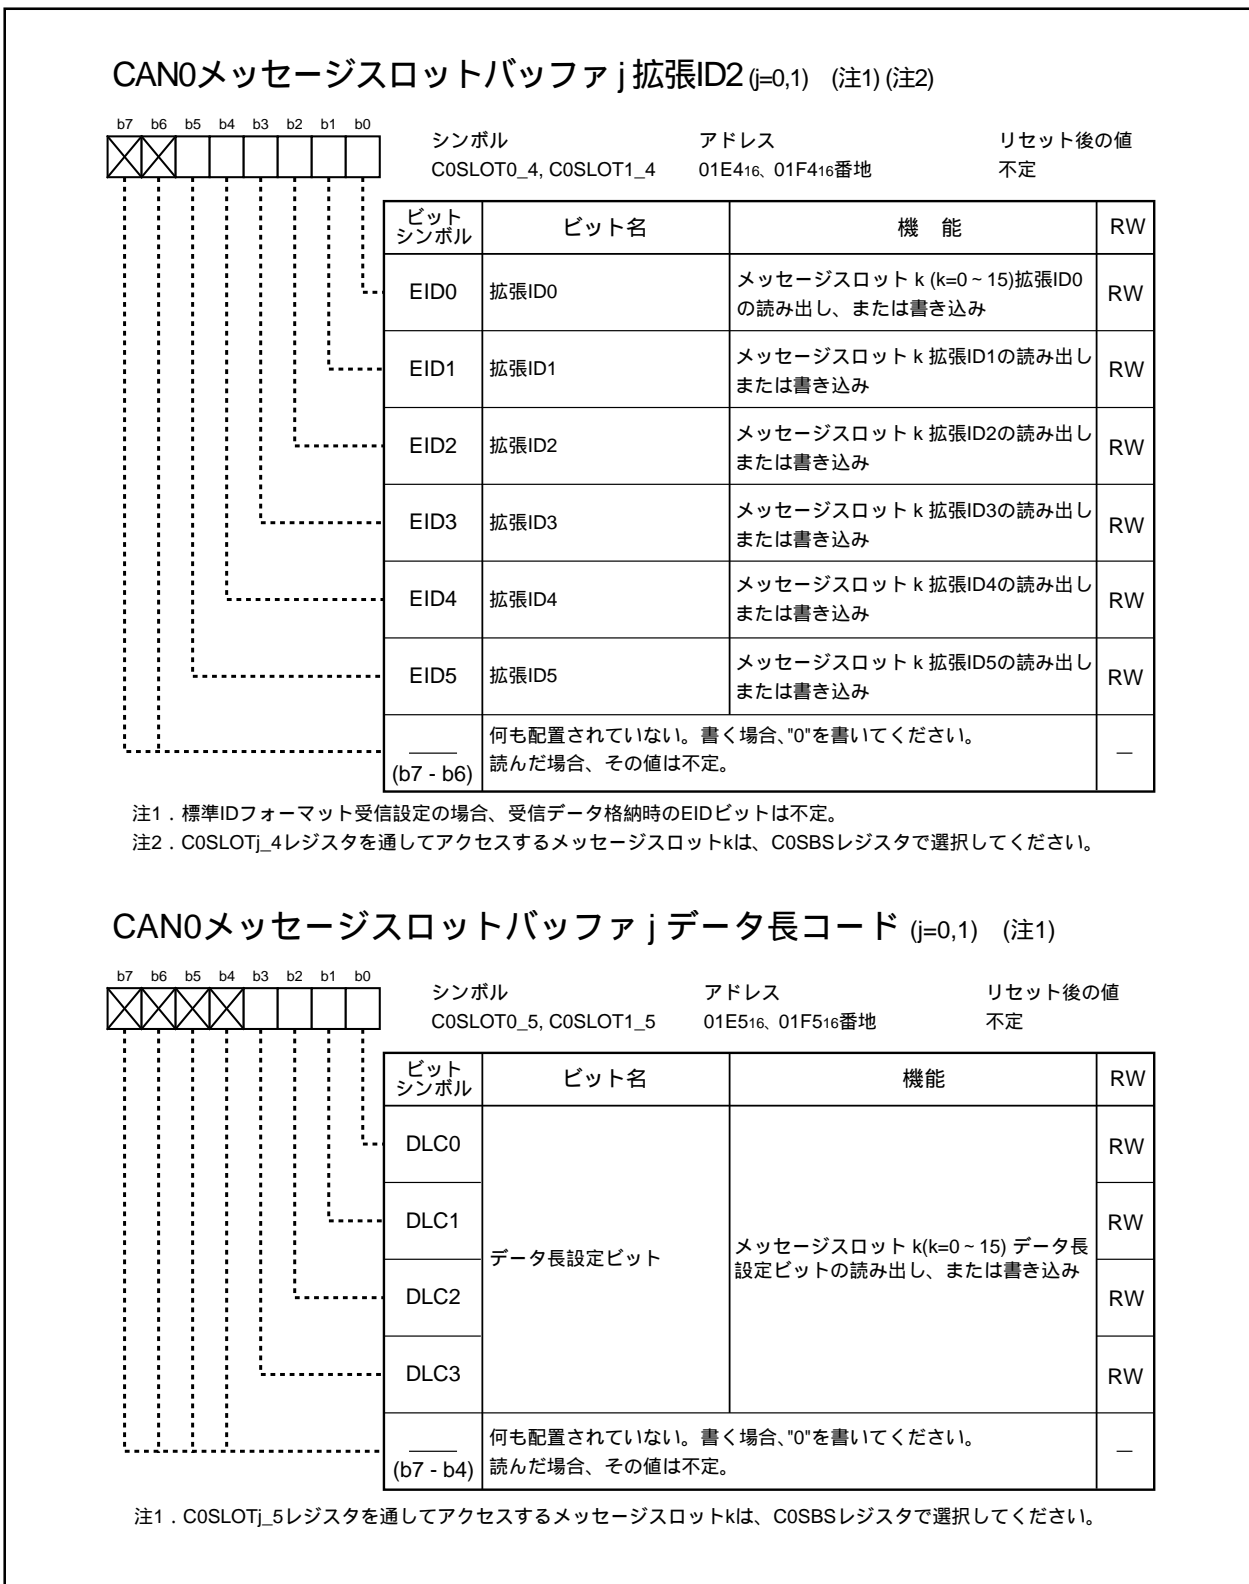 CAN0メッセージスロットバッファ j 拡張ID2 (j=0,1) (注1) (注2)
b7 b6 b5 b4 b3 b2 b1 b0
シンボル アドレス リセット後の値
C0SLOT0_4, C0SLOT1_4 01E416、01F416番地 不定
ビット
シンボル ビット名 機 能 RW
EID0 拡張ID0 メッセージスロット k (k=0~15)拡張ID0
の読み出し、または書き込み RW
EID1 拡張ID1 メッセージスロット k 拡張ID1の読み出し
または書き込み RW
EID2 拡張ID2 メッセージスロット k 拡張ID2の読み出し
または書き込み RW
EID3 拡張ID3 メッセージスロット k 拡張ID3の読み出し
または書き込み RW
EID4 拡張ID4 メッセージスロット k 拡張ID4の読み出し
または書き込み RW
EID5 拡張ID5 メッセージスロット k 拡張ID5の読み出し
または書き込み RW
何も配置されていない。書く場合、"0"を書いてください。
(b7 - b6) 読んだ場合、その値は不定。 —
注1．標準IDフォーマット受信設定の場合、受信データ格納時のEIDビットは不定。
注2．C0SLOTj_4レジスタを通してアクセスするメッセージスロットkは、C0SBSレジスタで選択してください。
CAN0メッセージスロットバッファ j データ長コード (j=0,1) (注1)
b7 b6 b5 b4 b3 b2 b1 b0
シンボル アドレス リセット後の値
C0SLOT0_5, C0SLOT1_5 01E516、01F516番地 不定
ビット
シンボル ビット名 機能 RW
DLC0 RW
DLC1 RW
データ長設定ビット メッセージスロット k(k=0~15) データ長
設定ビットの読み出し、または書き込み
DLC2 RW
DLC3 RW
何も配置されていない。書く場合、"0"を書いてください。
(b7 - b4) 読んだ場合、その値は不定。 —
注1．C0SLOTj_5レジスタを通してアクセスするメッセージスロットkは、C0SBSレジスタで選択してください。